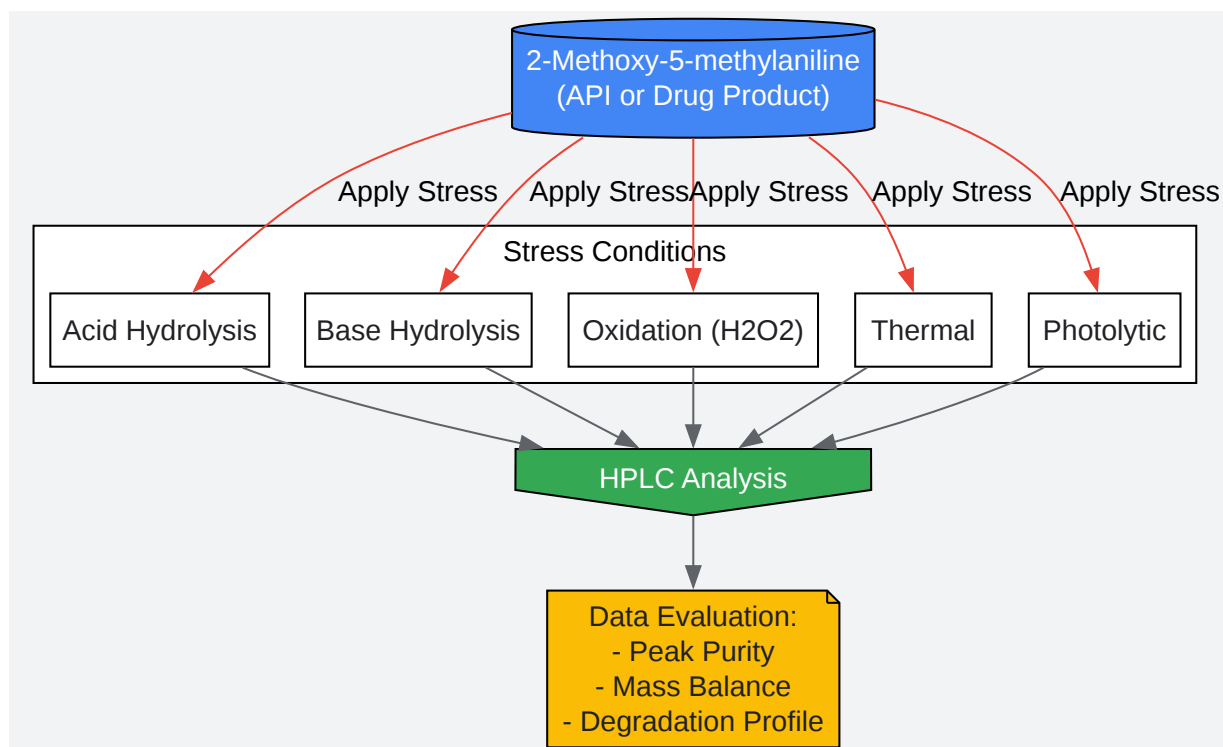 2-Methoxy-5-methylaniline
(API or Drug Product)
Apply Stress
Apply Stress
Apply Stress
Apply Stress
Apply Stress
Stress Conditions
Acid Hydrolysis
Base Hydrolysis
Oxidation (H2O2)
Thermal
Photolytic
HPLC Analysis
Data Evaluation:
- Peak Purity
- Mass Balance
- Degradation Profile